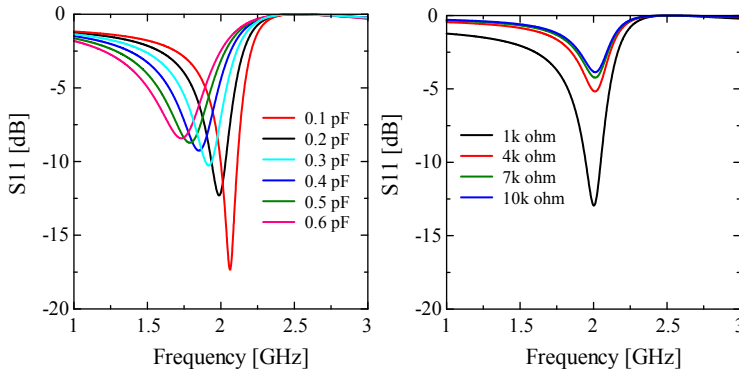 0
-5
-10
-15
-20
S11 [dB]
0.1 pF
0.2 pF
0.3 pF
0.4 pF
0.5 pF
0.6 pF
1
1.5
2
2.5
3
Frequency [GHz]
0
-5
-10
-15
-20
S11 [dB]
1k ohm
4k ohm
7k ohm
10k ohm
1
1.5
2
2.5
3
Frequency [GHz]